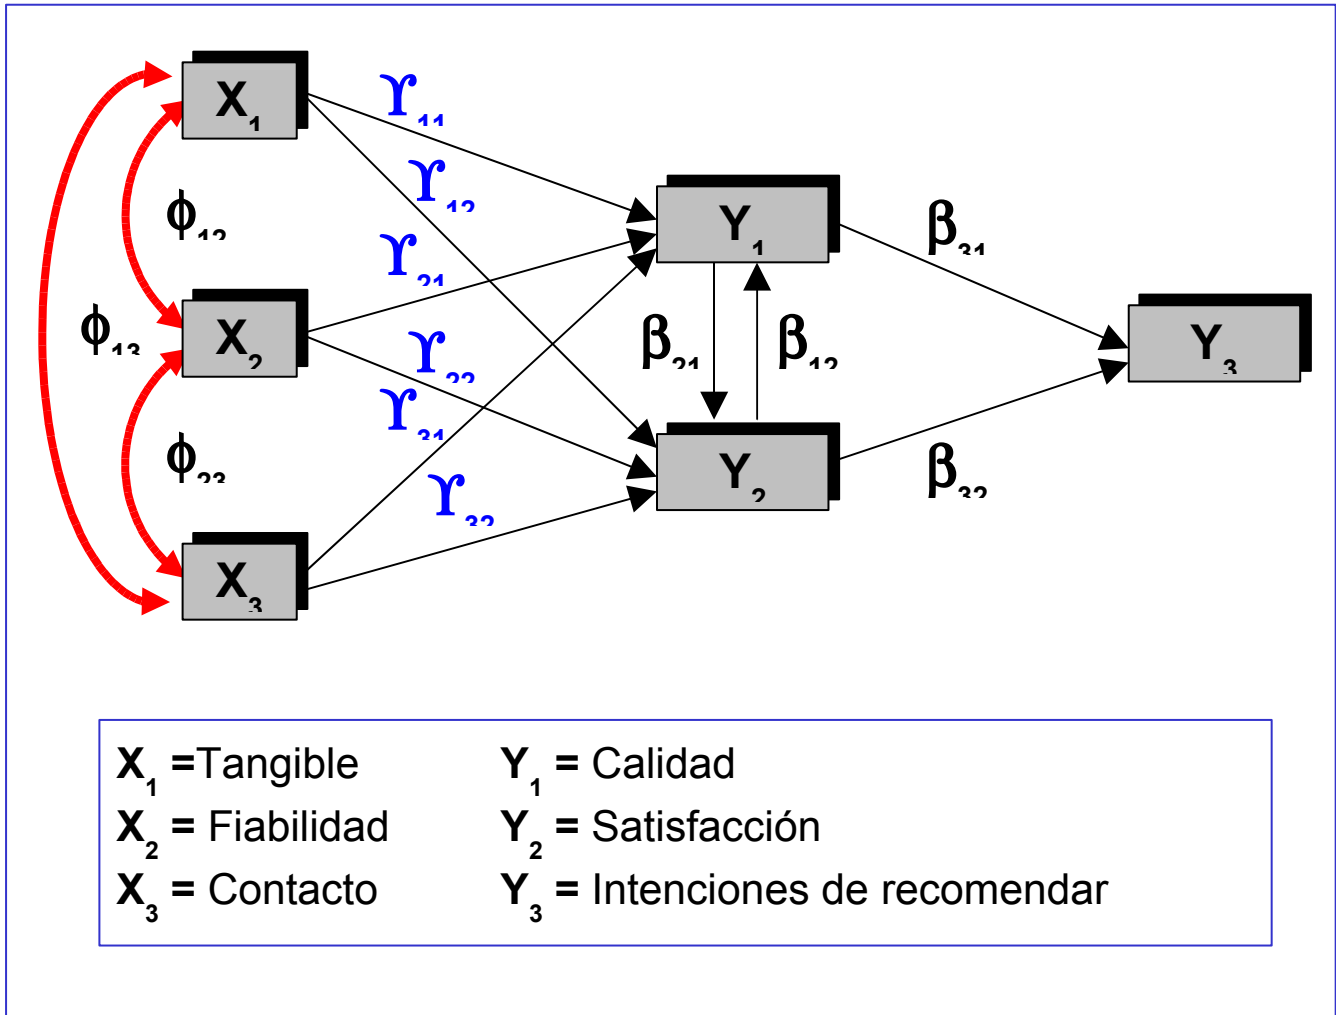 X₁
ϒ₁₁
ϒ₁₂
ϕ₁₂
Y₁
β₃₁
ϒ₂₁
X₂
ϕ₁₃
ϒ₂₂
β₂₁
β₁₂
Y₃
ϒ₃₁
ϕ₂₃
Y₂
β₃₂
ϒ₃₂
X₃
X₁ =Tangible Y₁ = Calidad
X₂ = Fiabilidad Y₂ = Satisfacción
X₃ = Contacto Y₃ = Intenciones de recomendar